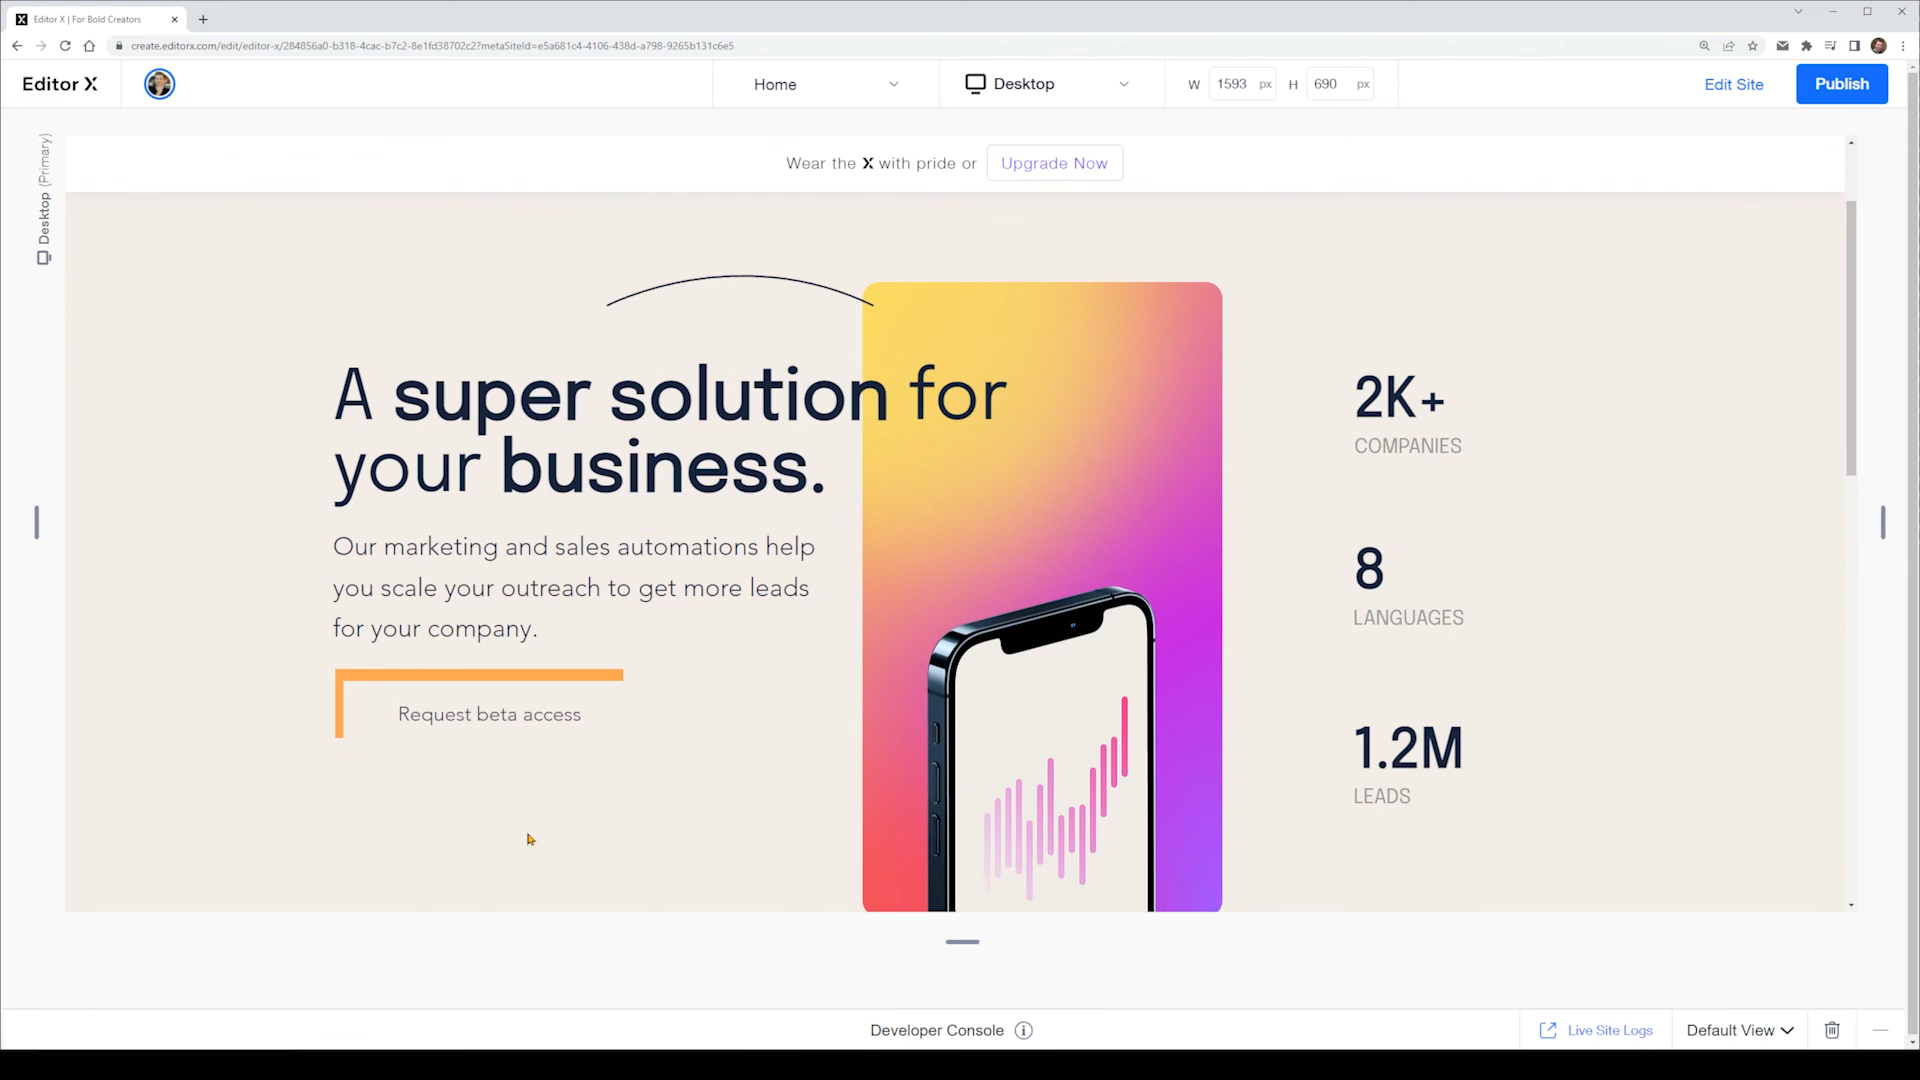 Editor X | For Bold Creators
create.editorx.com/edit/editor-x/284856a0-b318-4cac-b7c2-8e1fd38702c2?metaSiteId=e5a681c4-4106-438d-a798-9265b131c6e5
Editor X
Home
Desktop
W 1593 px H 690 px
Edit Site
Publish
Desktop (Primary)
Wear the X with pride or
Upgrade Now
A super solution for
your business.
Our marketing and sales automations help
you scale your outreach to get more leads
for your company.
Request beta access
2K+
COMPANIES
8
LANGUAGES
1.2M
LEADS
Developer Console
Live Site Logs
Default View